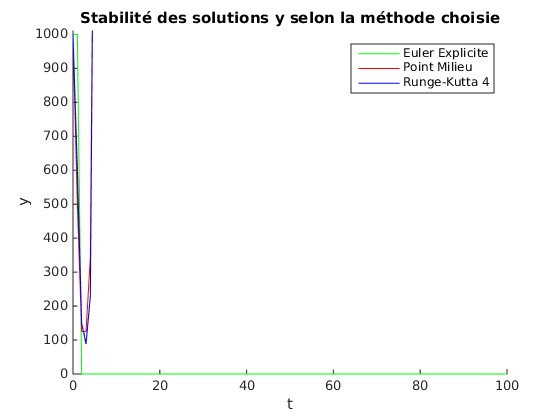 Stabilité des solutions y selon la méthode choisie
1000
900
800
700
600
500
400
300
200
100
0
y
Euler Explicite
Point Milieu
Runge-Kutta 4
0
20
40
60
80
100
t